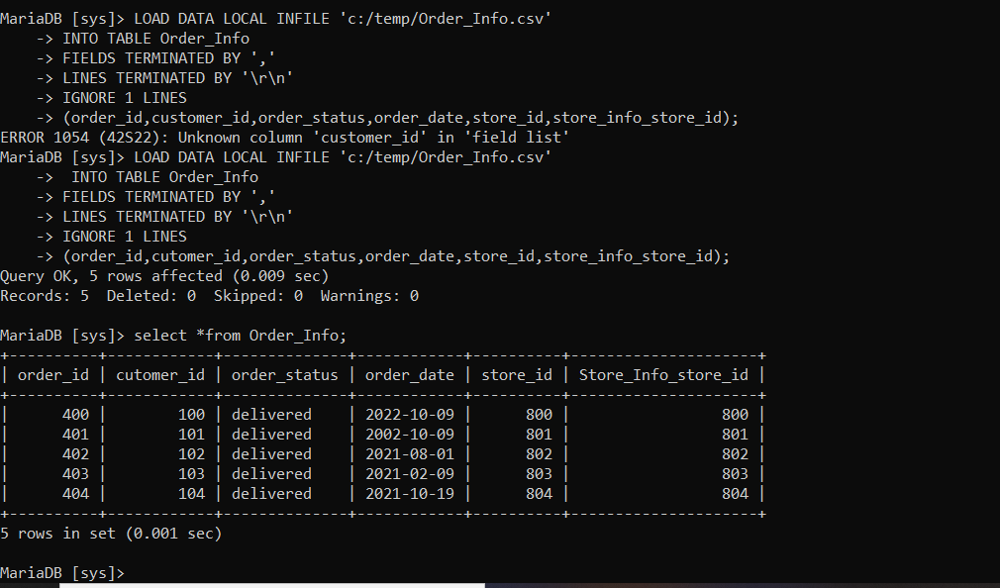 MariaDB [sys]> LOAD DATA LOCAL INFILE 'c:/temp/Order_Info.csv'
    -> INTO TABLE Order_Info
    -> FIELDS TERMINATED BY ','
    -> LINES TERMINATED BY '\r\n'
    -> IGNORE 1 LINES
    -> (order_id,customer_id,order_status,order_date,store_id,store_info_store_id);
ERROR 1054 (42S22): Unknown column 'customer_id' in 'field list'
MariaDB [sys]> LOAD DATA LOCAL INFILE 'c:/temp/Order_Info.csv'
    ->  INTO TABLE Order_Info
    -> FIELDS TERMINATED BY ','
    -> LINES TERMINATED BY '\r\n'
    -> IGNORE 1 LINES
    -> (order_id,cutomer_id,order_status,order_date,store_id,store_info_store_id);
Query OK, 5 rows affected (0.009 sec)
Records: 5  Deleted: 0  Skipped: 0  Warnings: 0

MariaDB [sys]> select *from Order_Info;
+----------+------------+--------------+------------+----------+---------------------+
| order_id | cutomer_id | order_status | order_date | store_id | Store_Info_store_id |
+----------+------------+--------------+------------+----------+---------------------+
|      400 |        100 | delivered    | 2022-10-09 |      800 |                 800 |
|      401 |        101 | delivered    | 2002-10-09 |      801 |                 801 |
|      402 |        102 | delivered    | 2021-08-01 |      802 |                 802 |
|      403 |        103 | delivered    | 2021-02-09 |      803 |                 803 |
|      404 |        104 | delivered    | 2021-10-19 |      804 |                 804 |
+----------+------------+--------------+------------+----------+---------------------+
5 rows in set (0.001 sec)

MariaDB [sys]>